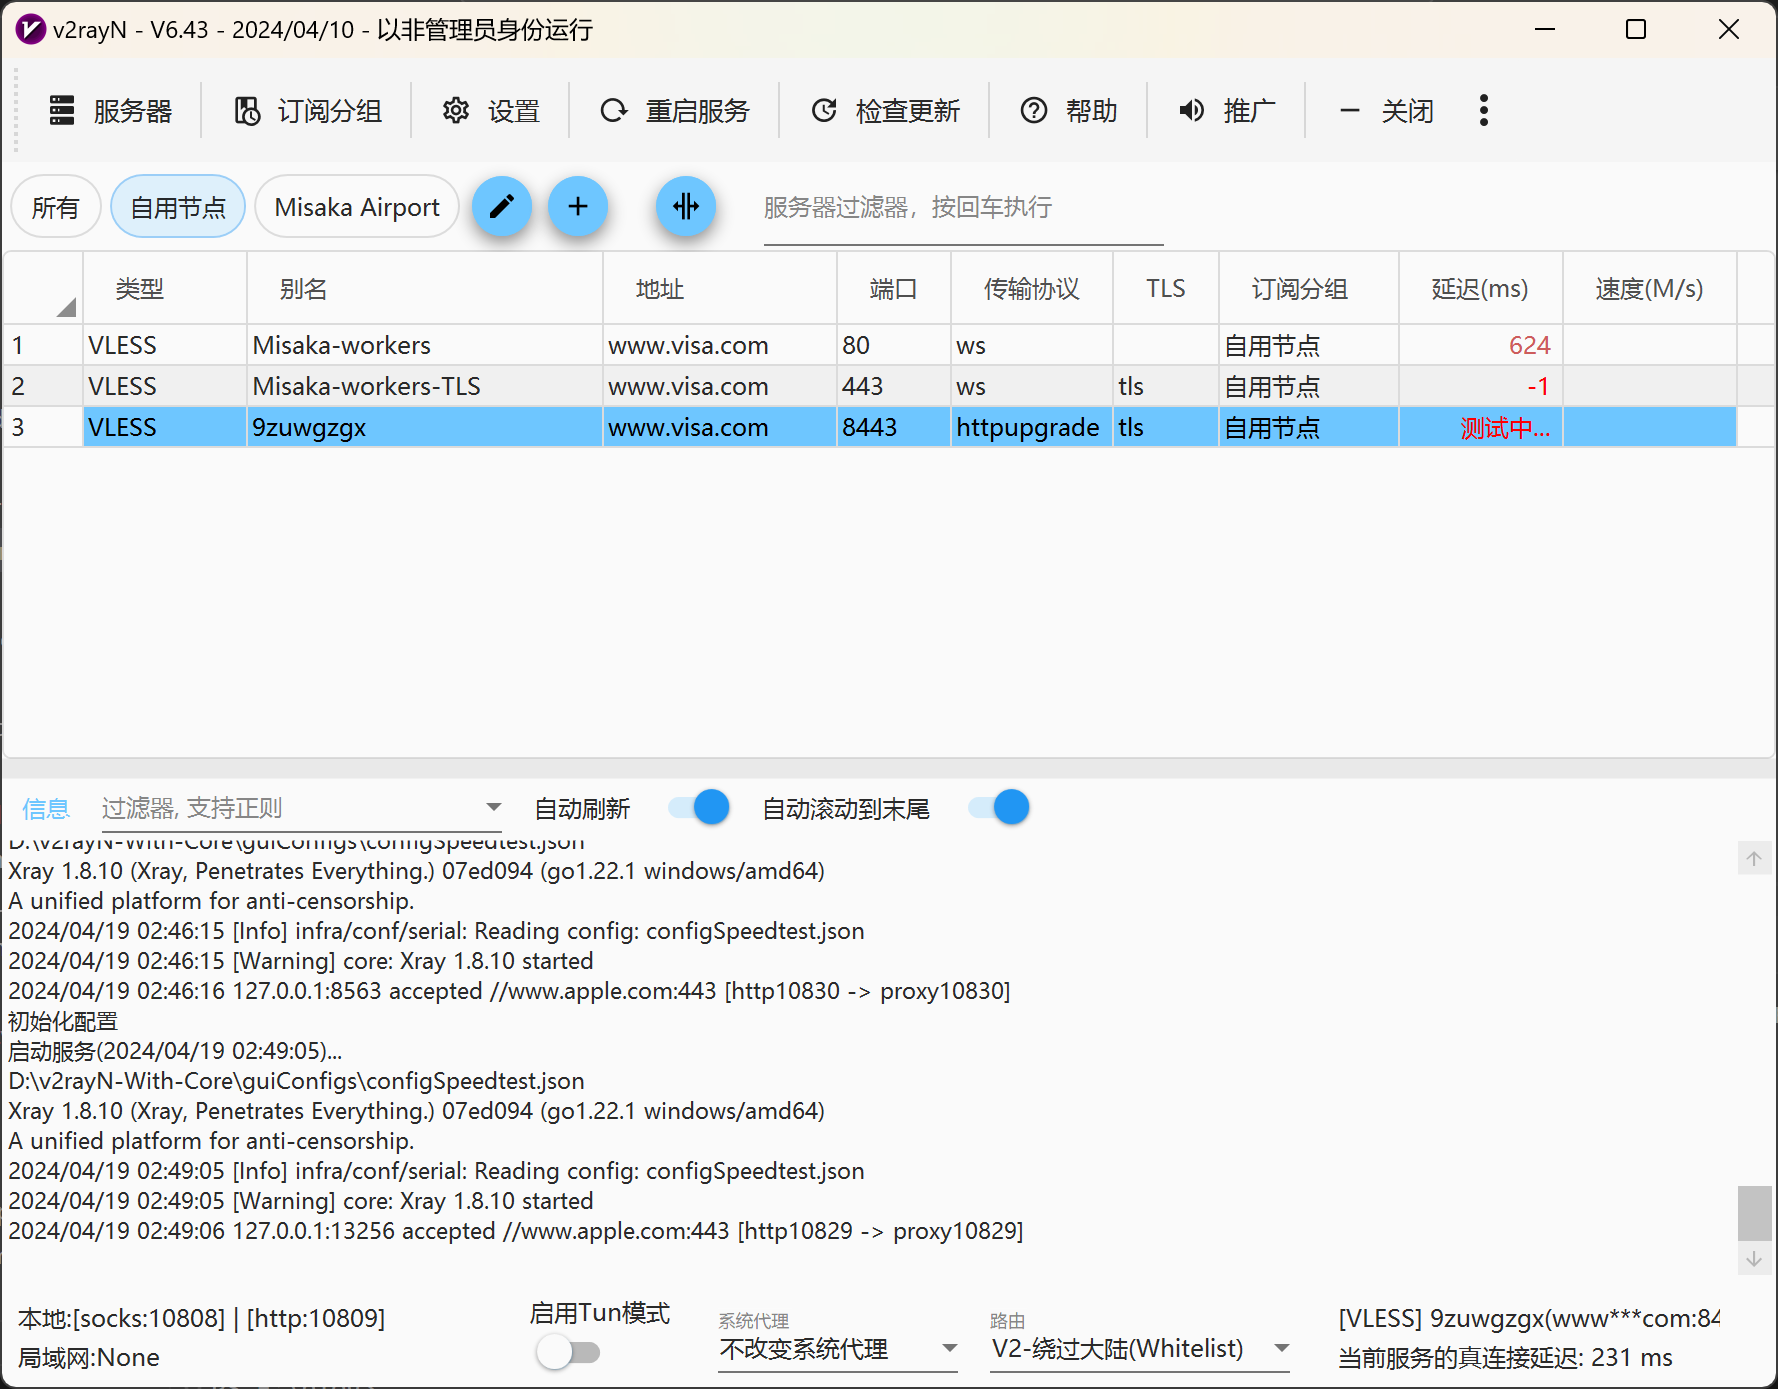 v2rayN - V6.43 - 2024/04/10 - 以非管理员身份运行
服务器 订阅分组 设置 重启服务 检查更新 帮助 推广 关闭
所有 自用节点 Misaka Airport 服务器过滤器，按回车执行
类型 别名 地址 端口 传输协议 TLS 订阅分组 延迟(ms) 速度(M/s)
1 VLESS Misaka-workers www.visa.com 80 ws 自用节点 624
2 VLESS Misaka-workers-TLS www.visa.com 443 ws tls 自用节点 -1
3 VLESS 9zuwgzgx www.visa.com 8443 httpupgrade tls 自用节点 测试中...
信息 过滤器, 支持正则 自动刷新 自动滚动到末尾
D:\v2rayN-With-Core\guiConfigs\configSpeedtest.json
Xray 1.8.10 (Xray, Penetrates Everything.) 07ed094 (go1.22.1 windows/amd64)
A unified platform for anti-censorship.
2024/04/19 02:46:15 [Info] infra/conf/serial: Reading config: configSpeedtest.json
2024/04/19 02:46:15 [Warning] core: Xray 1.8.10 started
2024/04/19 02:46:16 127.0.0.1:8563 accepted //www.apple.com:443 [http10830 -> proxy10830]
初始化配置
启动服务(2024/04/19 02:49:05)...
D:\v2rayN-With-Core\guiConfigs\configSpeedtest.json
Xray 1.8.10 (Xray, Penetrates Everything.) 07ed094 (go1.22.1 windows/amd64)
A unified platform for anti-censorship.
2024/04/19 02:49:05 [Info] infra/conf/serial: Reading config: configSpeedtest.json
2024/04/19 02:49:05 [Warning] core: Xray 1.8.10 started
2024/04/19 02:49:06 127.0.0.1:13256 accepted //www.apple.com:443 [http10829 -> proxy10829]
本地:[socks:10808] | [http:10809]
局域网:None
启用Tun模式
系统代理
不改变系统代理
路由
V2-绕过大陆(Whitelist)
[VLESS] 9zuwgzgx(www***com:84
当前服务的真连接延迟: 231 ms